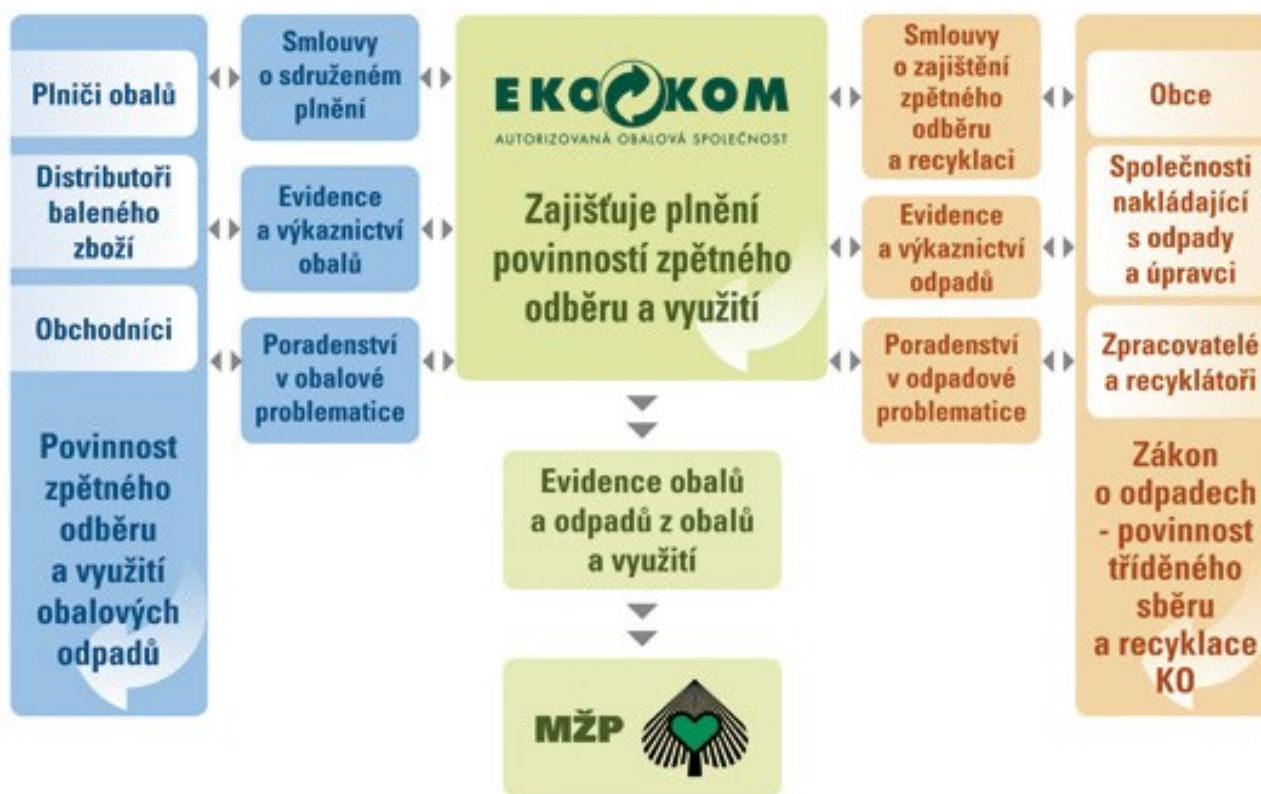 Plniči obalů
Distributoři
baleného
zboží
Obchodníci
Povinnost
zpětného
odběru
a využití
obalových
odpadů
Smlouvy
o sdruženém
plnění
Evidence
a výkaznictví
obalů
Poradenství
v obalové
problematice
EKO KOM
AUTORIZOVANÁ OBALOVÁ SPOLEČNOST
Zajišťuje plnění
povinností zpětného
odběru a využití
Evidence obalů
a odpadů z obalů
a využití
MŽP
Smlouvy
o zajištění
zpětného
odběru
a recyklaci
Evidence
a výkaznictví
odpadů
Poradenství
v odpadové
problematice
Obce
Společnosti
nakládající
s odpady
a úpravci
Zpracovatelé
a recyklátoři
Zákon
o odpadech
- povinnost
tříděného
sběru
a recyklace
KO